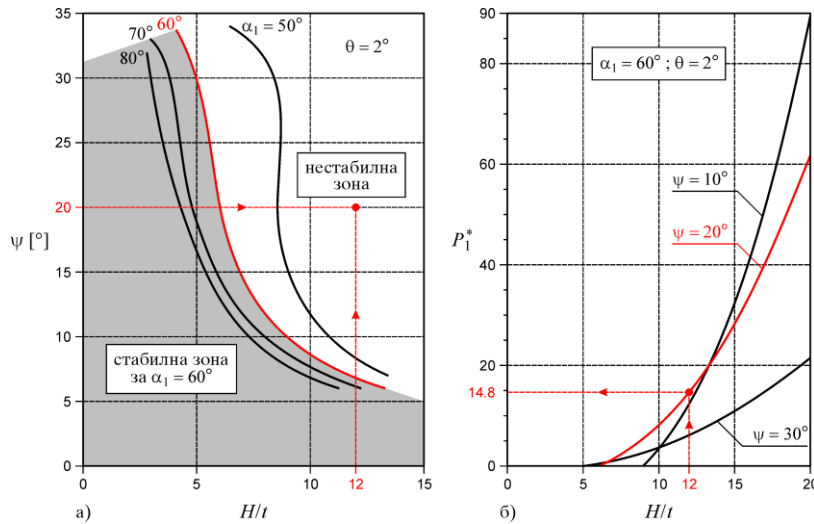 35
30
25
20
15
10
5
0
ψ [°]
0
5
10
12
15
H/t
а)
80°
70°
60°
α₁ = 50°
θ = 2°
нестабилна
зона
стабилна зона
за α₁ = 60°
90
80
60
40
20
14.8
0
P₁*
0
5
10
12
15
20
H/t
б)
α₁ = 60° ; θ = 2°
ψ = 10°
ψ = 20°
ψ = 30°